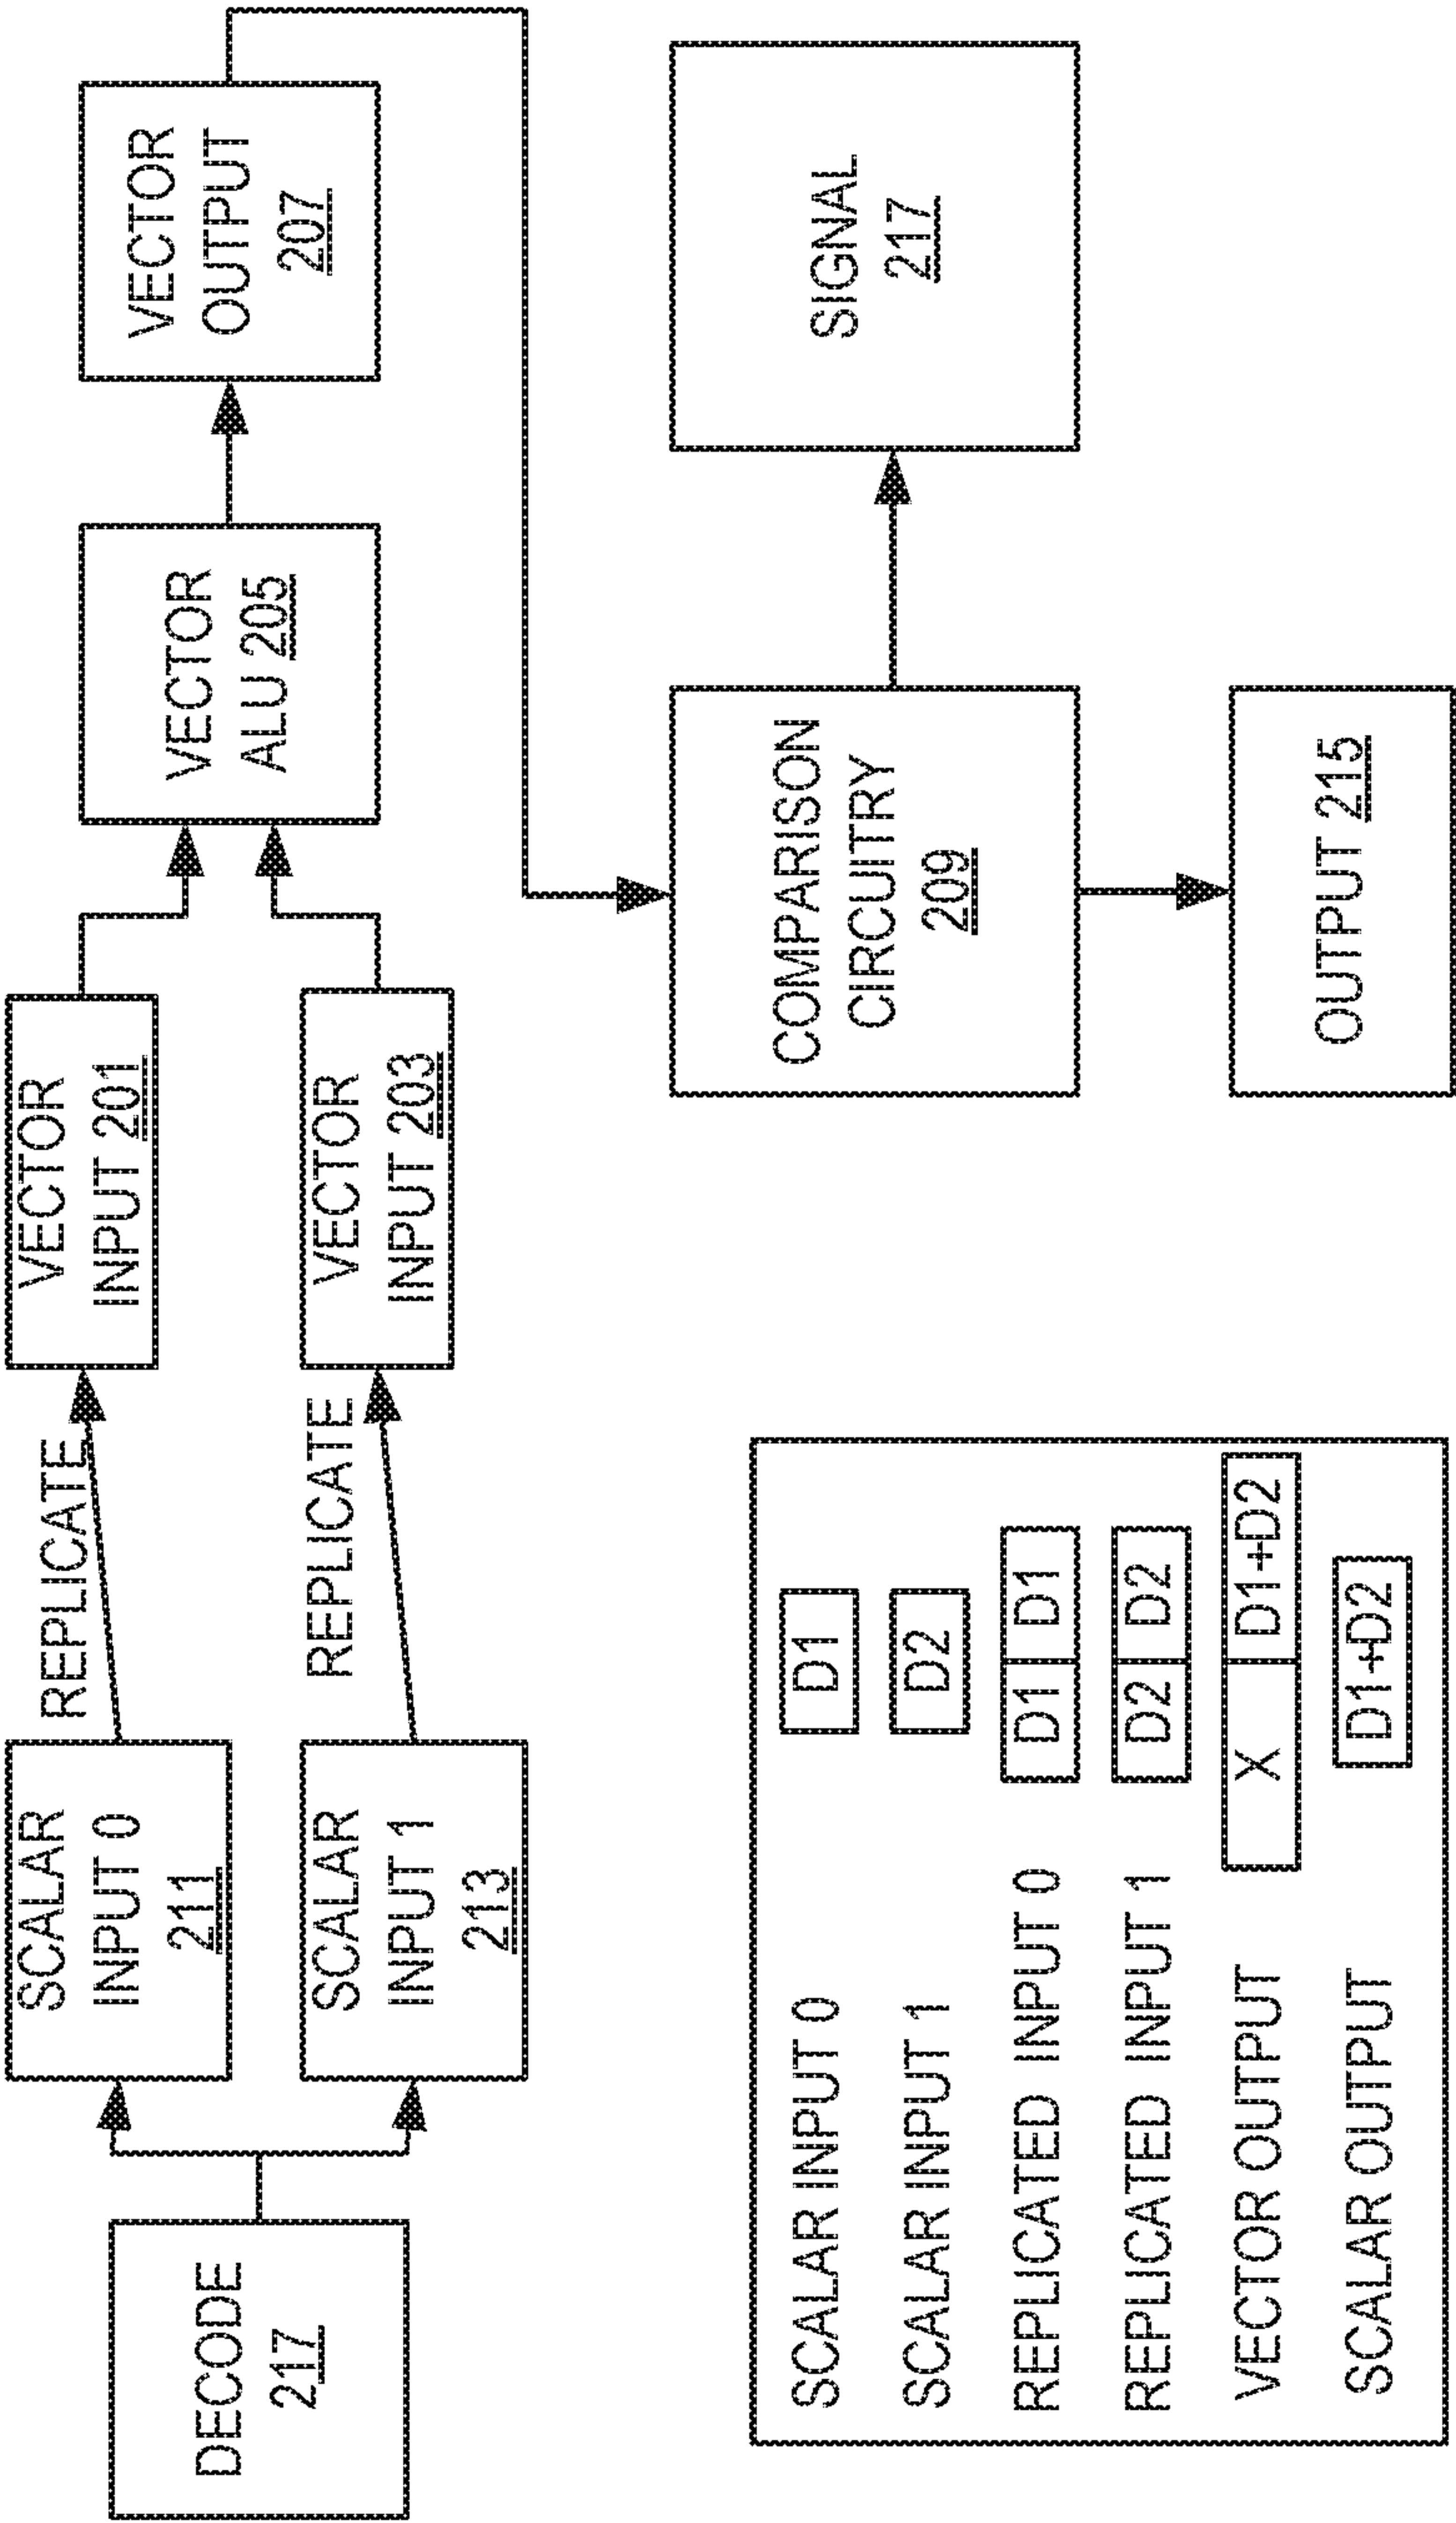 DECODE
217
SCALAR
INPUT 0
211
SCALAR
INPUT 1
213
REPLICATE
REPLICATE
VECTOR
INPUT 201
VECTOR
INPUT 203
VECTOR
ALU 205
VECTOR
OUTPUT
207
COMPARISON
CIRCUITRY
209
SIGNAL
217
OUTPUT 215
SCALAR INPUT 0 D1
SCALAR INPUT 1 D2
REPLICATED INPUT 0 D1 D1
REPLICATED INPUT 1 D2 D2
VECTOR OUTPUT X D1+D2
SCALAR OUTPUT D1+D2